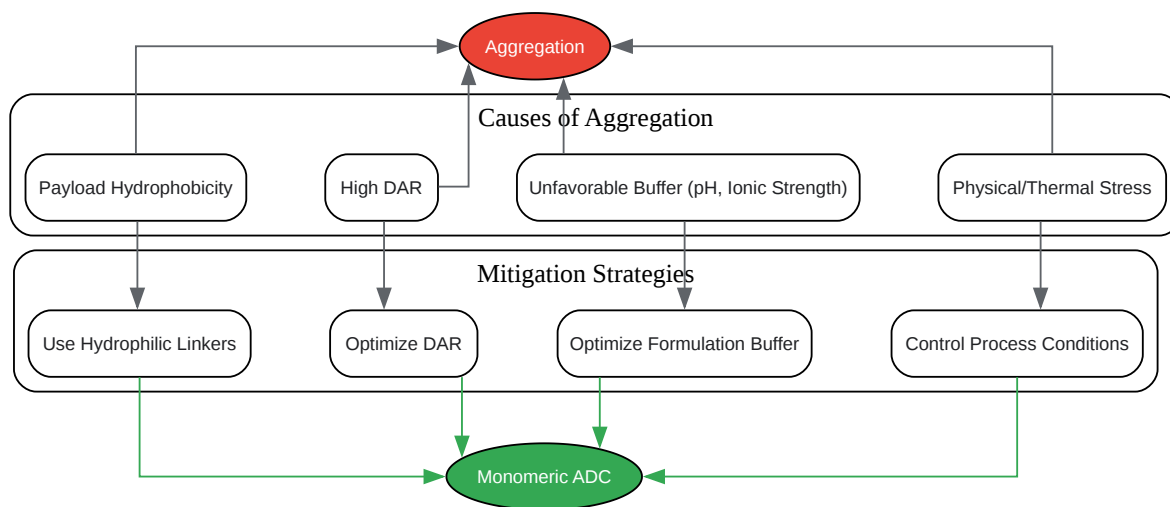 Aggregation
Causes of Aggregation
Payload Hydrophobicity
High DAR
Unfavorable Buffer (pH, Ionic Strength)
Physical/Thermal Stress
Mitigation Strategies
Use Hydrophilic Linkers
Optimize DAR
Optimize Formulation Buffer
Control Process Conditions
Monomeric ADC